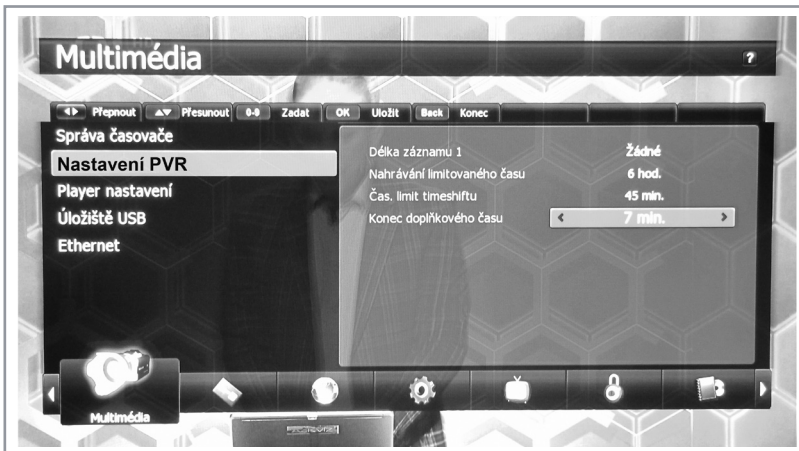 Multimédia
?
Přepnout Přesunout 0-9 Zadat OK Uložit Back Konec
Správa časovače
Nastavení PVR
Player nastavení
Úložiště USB
Ethernet
Délka záznamu 1 Žádné
Nahrávání limitovaného času 6 hod.
Čas. limit timeshiftu 45 min.
Konec doplňkového času 7 min.
Multimédia